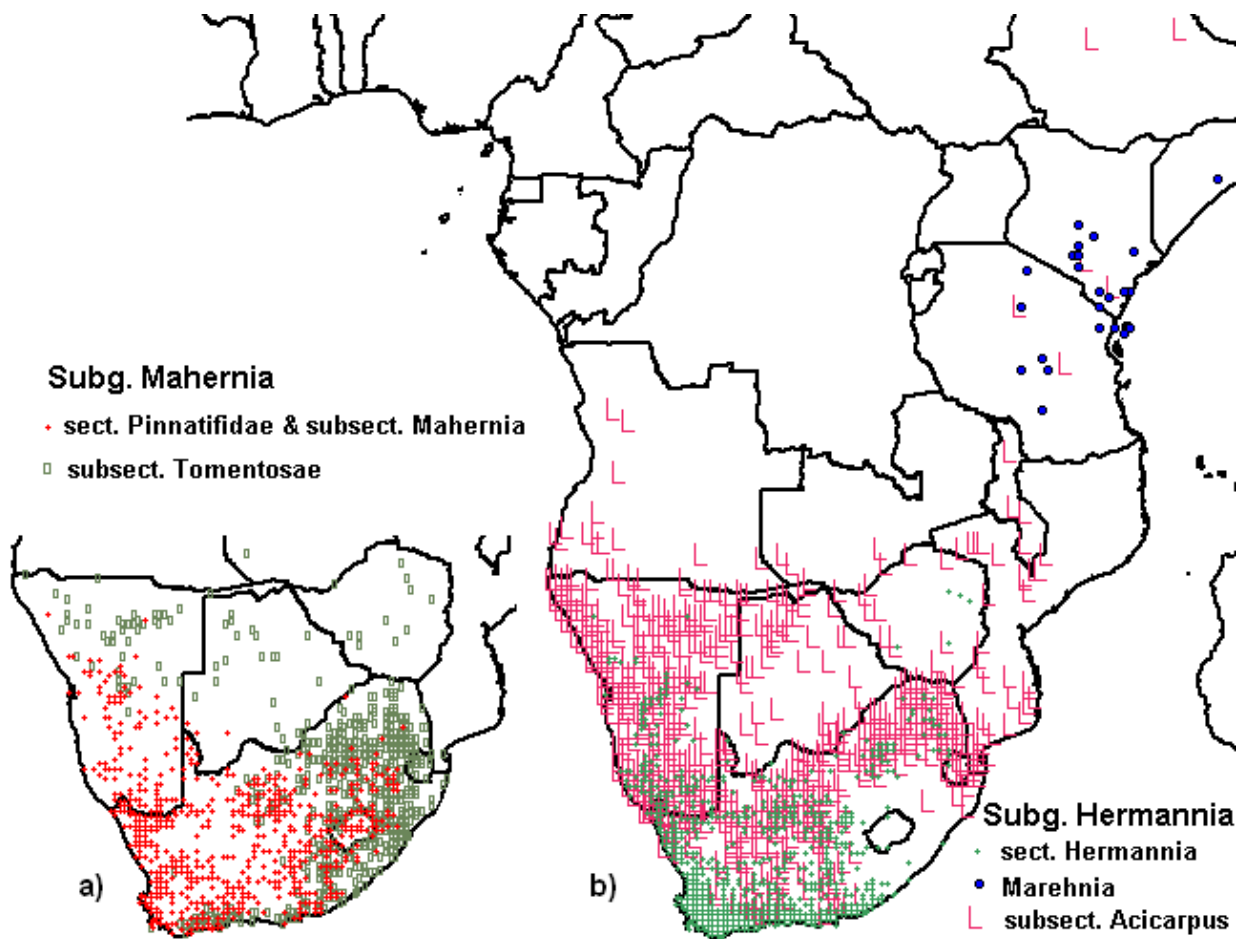 Subg. Mahernia
sect. Pinnatifidae & subsect. Mahernia
subsect. Tomentosae
a)
b)
Subg. Hermannia
sect. Hermannia
Marehnia
subsect. Acicarpus